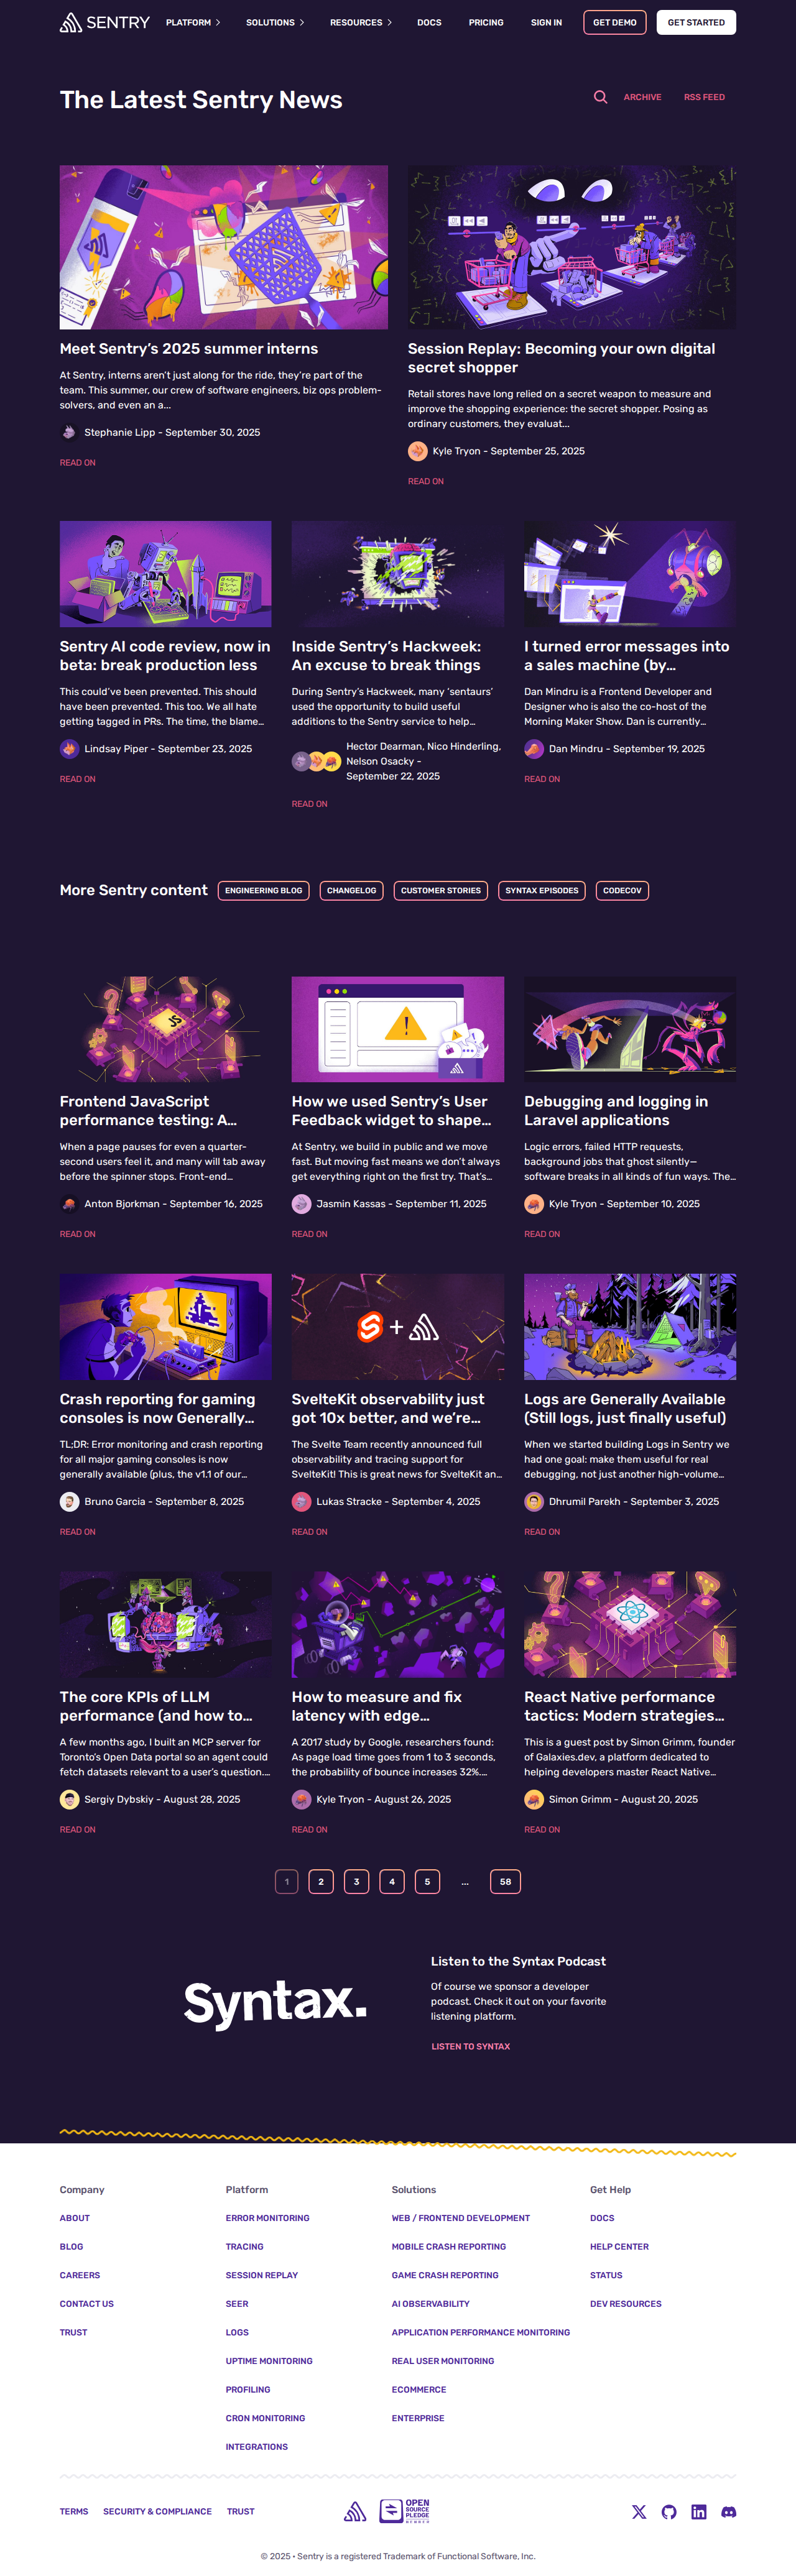 SENTRY
PLATFORM
SOLUTIONS
RESOURCES
DOCS
PRICING
SIGN IN
GET DEMO
GET STARTED
The Latest Sentry News
ARCHIVE
RSS FEED
Meet Sentry’s 2025 summer interns
At Sentry, interns aren’t just along for the ride, they’re part of the
team. This summer, our crew of software engineers, biz ops problem-
solvers, and even an a...
Stephanie Lipp - September 30, 2025
READ ON
Session Replay: Becoming your own digital
secret shopper
Retail stores have long relied on a secret weapon to measure and
improve the shopping experience: the secret shopper. Posing as
ordinary customers, they evaluat...
Kyle Tryon - September 25, 2025
READ ON
Sentry AI code review, now in
beta: break production less
This could’ve been prevented. This should
have been prevented. This too. We all hate
getting tagged in PRs. The time, the blame…
Lindsay Piper - September 23, 2025
READ ON
Inside Sentry’s Hackweek:
An excuse to break things
During Sentry’s Hackweek, many ‘sentaurs’
used the opportunity to build useful
additions to the Sentry service to help…
Hector Dearman, Nico Hinderling,
Nelson Osacky -
September 22, 2025
READ ON
I turned error messages into
a sales machine (by…
Dan Mindru is a Frontend Developer and
Designer who is also the co-host of the
Morning Maker Show. Dan is currently…
Dan Mindru - September 19, 2025
READ ON
More Sentry content
ENGINEERING BLOG
CHANGELOG
CUSTOMER STORIES
SYNTAX EPISODES
CODECOV
Frontend JavaScript
performance testing: A…
When a page pauses for even a quarter-
second users feel it, and many will tab away
before the spinner stops. Front-end…
Anton Bjorkman - September 16, 2025
READ ON
How we used Sentry’s User
Feedback widget to shape…
At Sentry, we build in public and we move
fast. But moving fast means we don’t always
get everything right on the first try. That’s…
Jasmin Kassas - September 11, 2025
READ ON
Debugging and logging in
Laravel applications
Logic errors, failed HTTP requests,
background jobs that ghost silently—
software breaks in all kinds of fun ways. The…
Kyle Tryon - September 10, 2025
READ ON
Crash reporting for gaming
consoles is now Generally…
TL;DR: Error monitoring and crash reporting
for all major gaming consoles is now
generally available (plus, the v1.1 of our…
Bruno Garcia - September 8, 2025
READ ON
+
SvelteKit observability just
got 10x better, and we’re…
The Svelte Team recently announced full
observability and tracing support for
SvelteKit! This is great news for SvelteKit an…
Lukas Stracke - September 4, 2025
READ ON
Logs are Generally Available
(Still logs, just finally useful)
When we started building Logs in Sentry we
had one goal: make them useful for real
debugging, not just another high-volume…
Dhrumil Parekh - September 3, 2025
READ ON
The core KPIs of LLM
performance (and how to…
A few months ago, I built an MCP server for
Toronto’s Open Data portal so an agent could
fetch datasets relevant to a user’s question.…
Sergiy Dybskiy - August 28, 2025
READ ON
How to measure and fix
latency with edge…
A 2017 study by Google, researchers found:
As page load time goes from 1 to 3 seconds,
the probability of bounce increases 32%.…
Kyle Tryon - August 26, 2025
READ ON
React Native performance
tactics: Modern strategies…
This is a guest post by Simon Grimm, founder
of Galaxies.dev, a platform dedicated to
helping developers master React Native…
Simon Grimm - August 20, 2025
READ ON
1
2
3
4
5
...
58
Syntax.
Listen to the Syntax Podcast
Of course we sponsor a developer
podcast. Check it out on your favorite
listening platform.
LISTEN TO SYNTAX
Company
ABOUT
BLOG
CAREERS
CONTACT US
TRUST
Platform
ERROR MONITORING
TRACING
SESSION REPLAY
SEER
LOGS
UPTIME MONITORING
PROFILING
CRON MONITORING
INTEGRATIONS
Solutions
WEB / FRONTEND DEVELOPMENT
MOBILE CRASH REPORTING
GAME CRASH REPORTING
AI OBSERVABILITY
APPLICATION PERFORMANCE MONITORING
REAL USER MONITORING
ECOMMERCE
ENTERPRISE
Get Help
DOCS
HELP CENTER
STATUS
DEV RESOURCES
TERMS
SECURITY & COMPLIANCE
TRUST
OPEN
SOURCE
PLEDGE
MEMBER
© 2025 • Sentry is a registered Trademark of Functional Software, Inc.